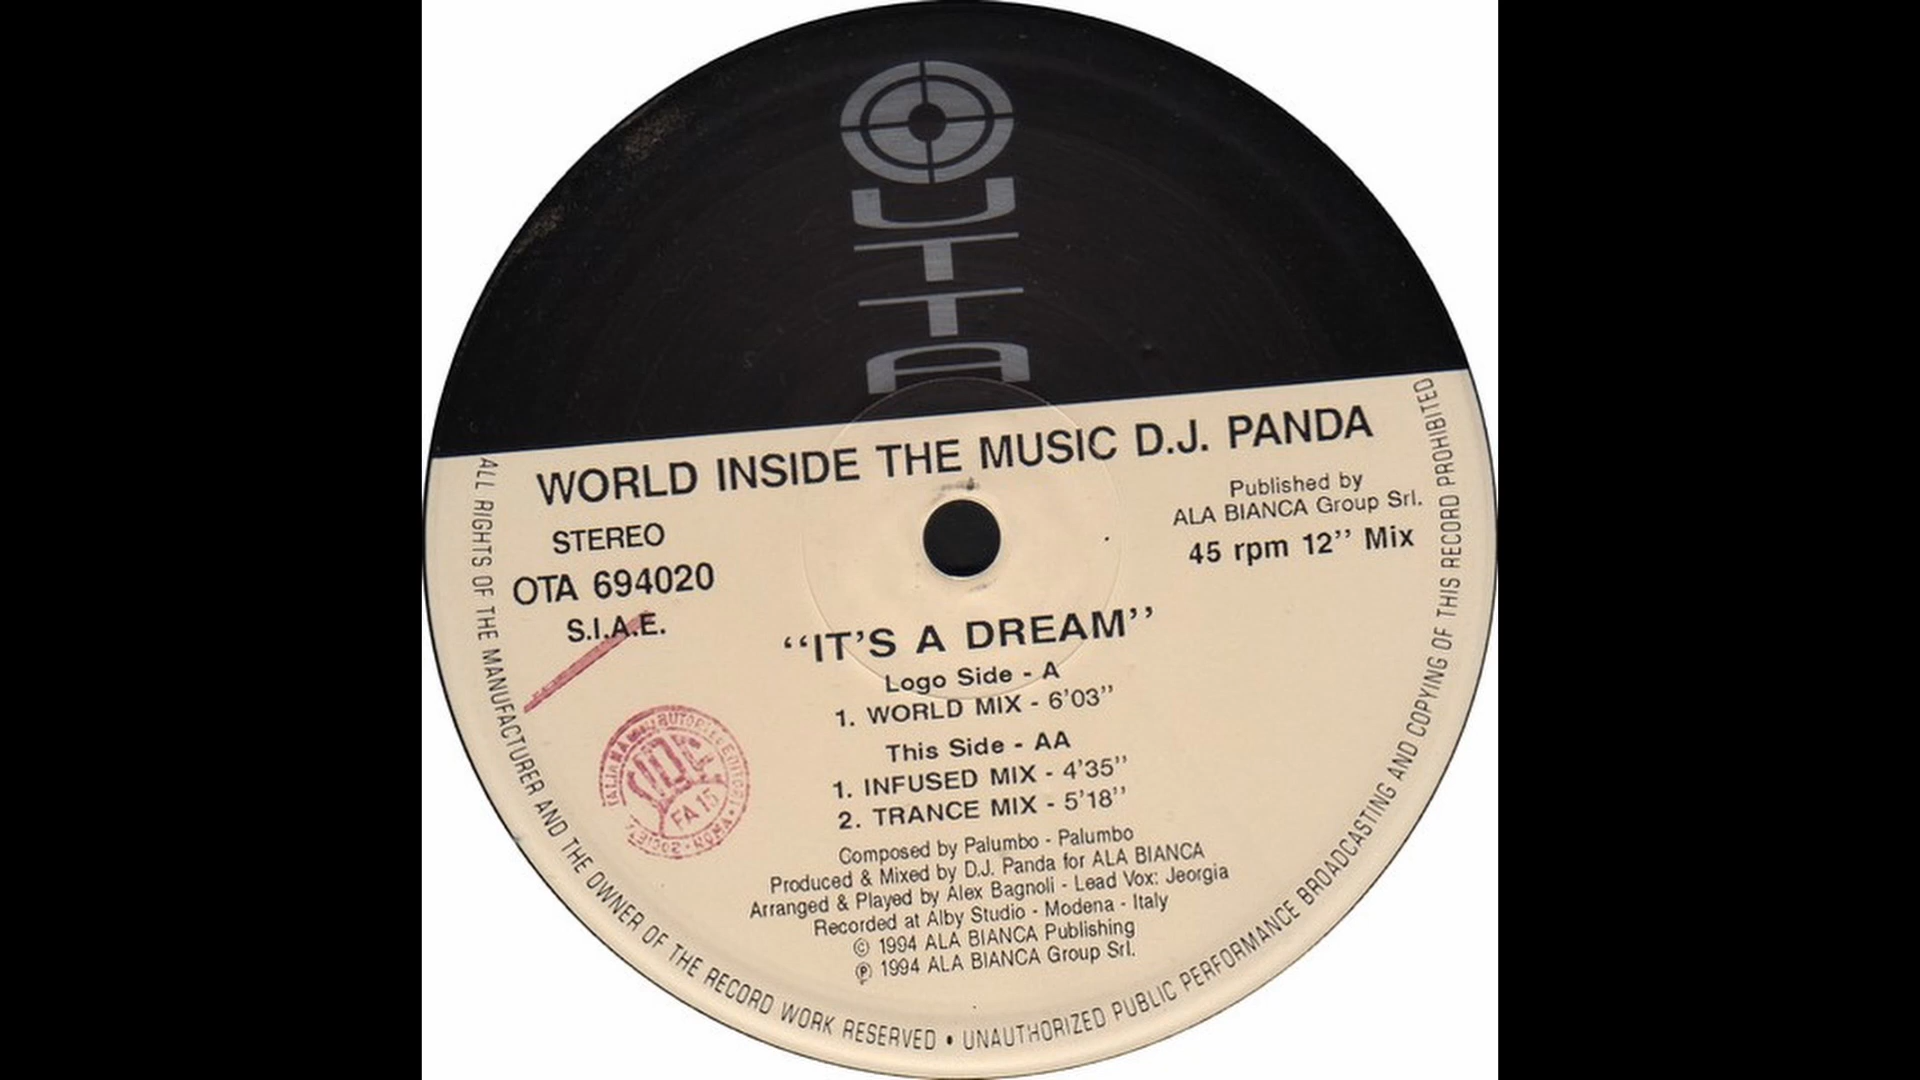 OUTTA
WORLD INSIDE THE MUSIC D.J. PANDA
STEREO
OTA 694020
S.I.A.E.
Published by
ALA BIANCA Group Srl.
45 rpm 12’’ Mix
‘‘IT’S A DREAM’’
Logo Side - A
1. WORLD MIX - 6’03’’
This Side - AA
1. INFUSED MIX - 4’35’’
2. TRANCE MIX - 5’18’’
Composed by Palumbo - Palumbo
Produced & Mixed by D.J. Panda for ALA BIANCA
Arranged & Played by Alex Bagnoli - Lead Vox: Jeorgia
Recorded at Alby Studio - Modena - Italy
© 1994 ALA BIANCA Publishing
℗ 1994 ALA BIANCA Group Srl.
ALL RIGHTS OF THE MANUFACTURER AND THE OWNER OF THE RECORD WORK RESERVED • UNAUTHORIZED PUBLIC PERFORMANCE BROADCASTING AND COPYING OF THIS RECORD PROHIBITED
FA 15
ROMA